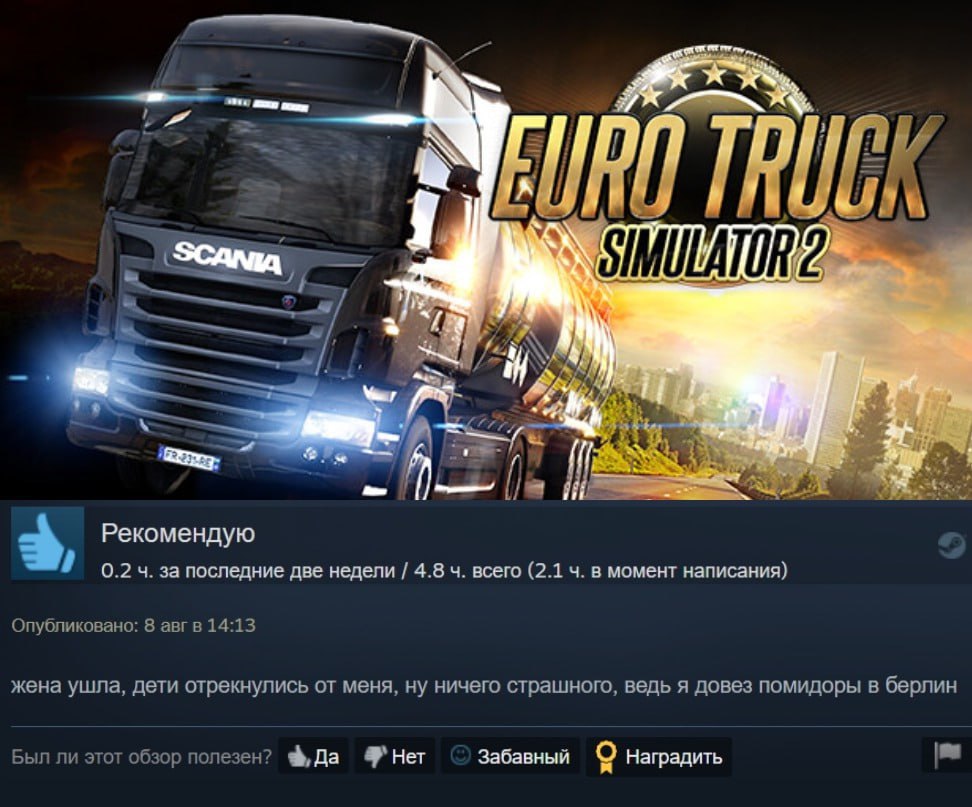 EURO TRUCK
SIMULATOR 2
SCANIA
FR-231-RE
Рекомендую
0.2 ч. за последние две недели / 4.8 ч. всего (2.1 ч. в момент написания)
Опубликовано: 8 авг в 14:13
жена ушла, дети отрекнулись от меня, ну ничего страшного, ведь я довез помидоры в берлин
Был ли этот обзор полезен? Да Нет Забавный Наградить